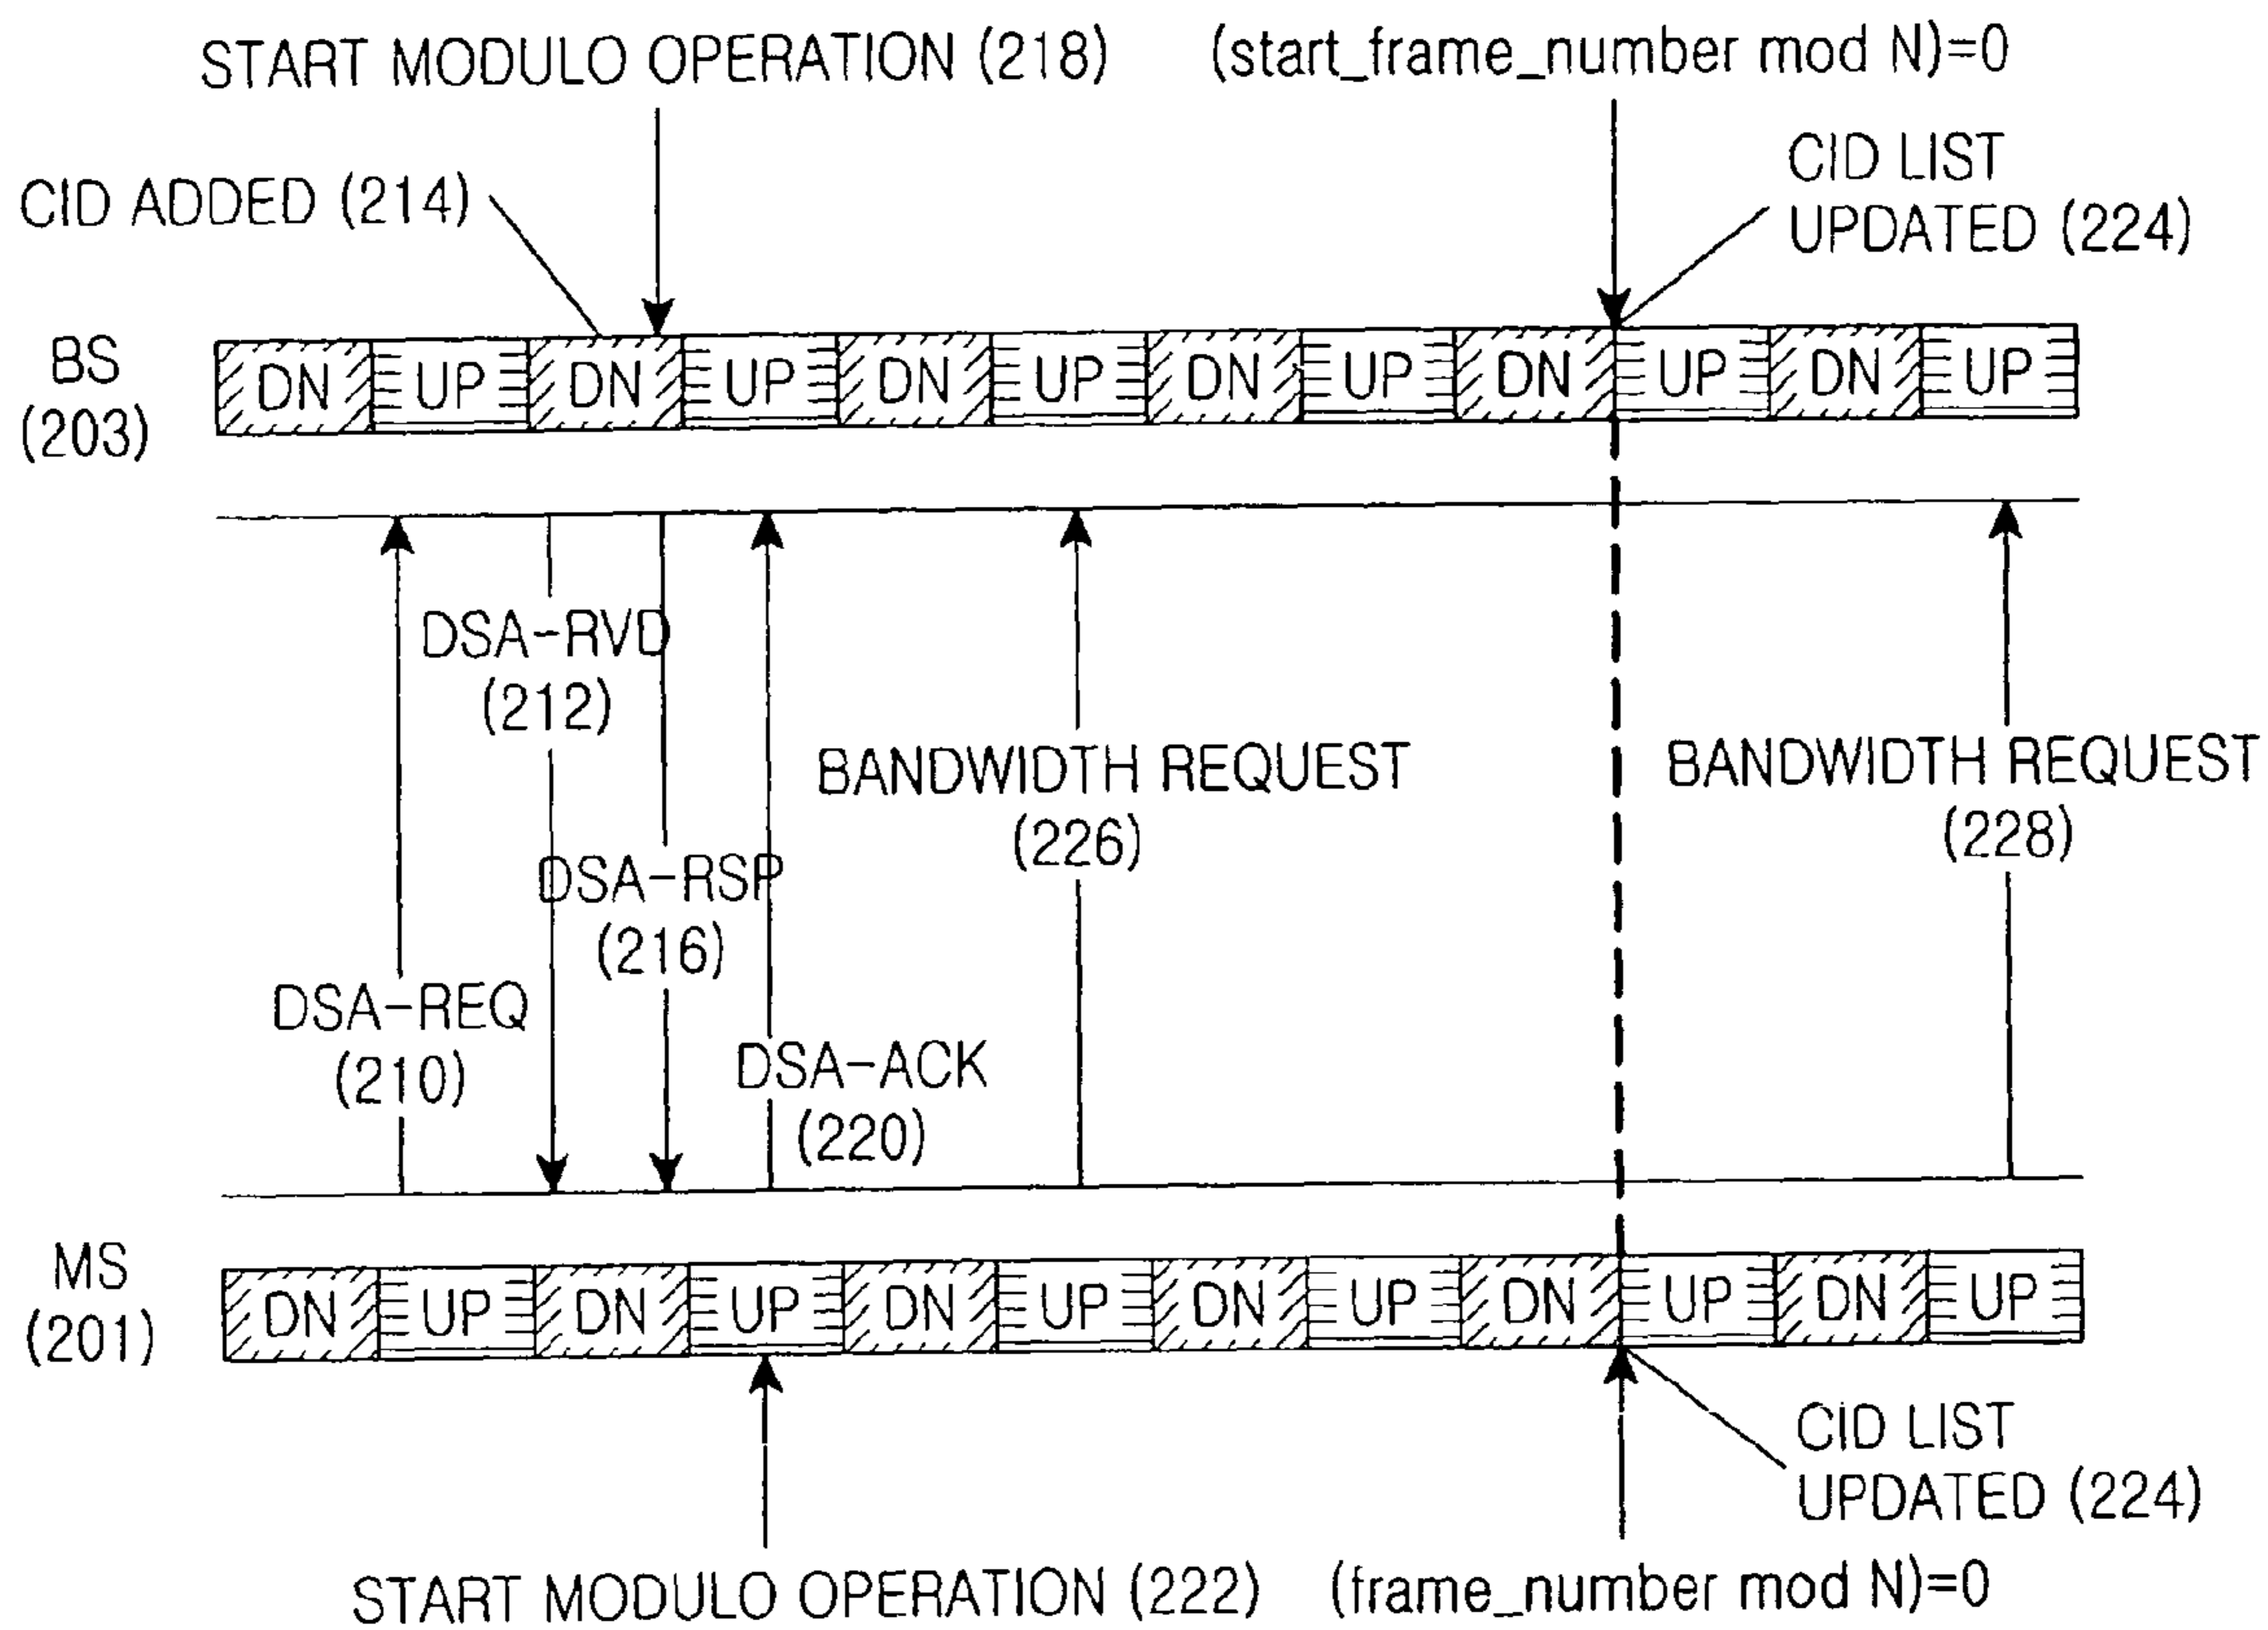 START MODULO OPERATION (218)
(start_frame_number mod N)=0
CID ADDED (214)
CID LIST
UPDATED (224)
BS
(203)
DN UP DN UP DN UP DN UP DN UP DN UP
DSA-RVD
(212)
BANDWIDTH REQUEST
(226)
BANDWIDTH REQUEST
(228)
DSA-RSP
(216)
DSA-REQ
(210)
DSA-ACK
(220)
MS
(201)
DN UP DN UP DN UP DN UP DN UP DN UP
CID LIST
UPDATED (224)
START MODULO OPERATION (222)
(frame_number mod N)=0